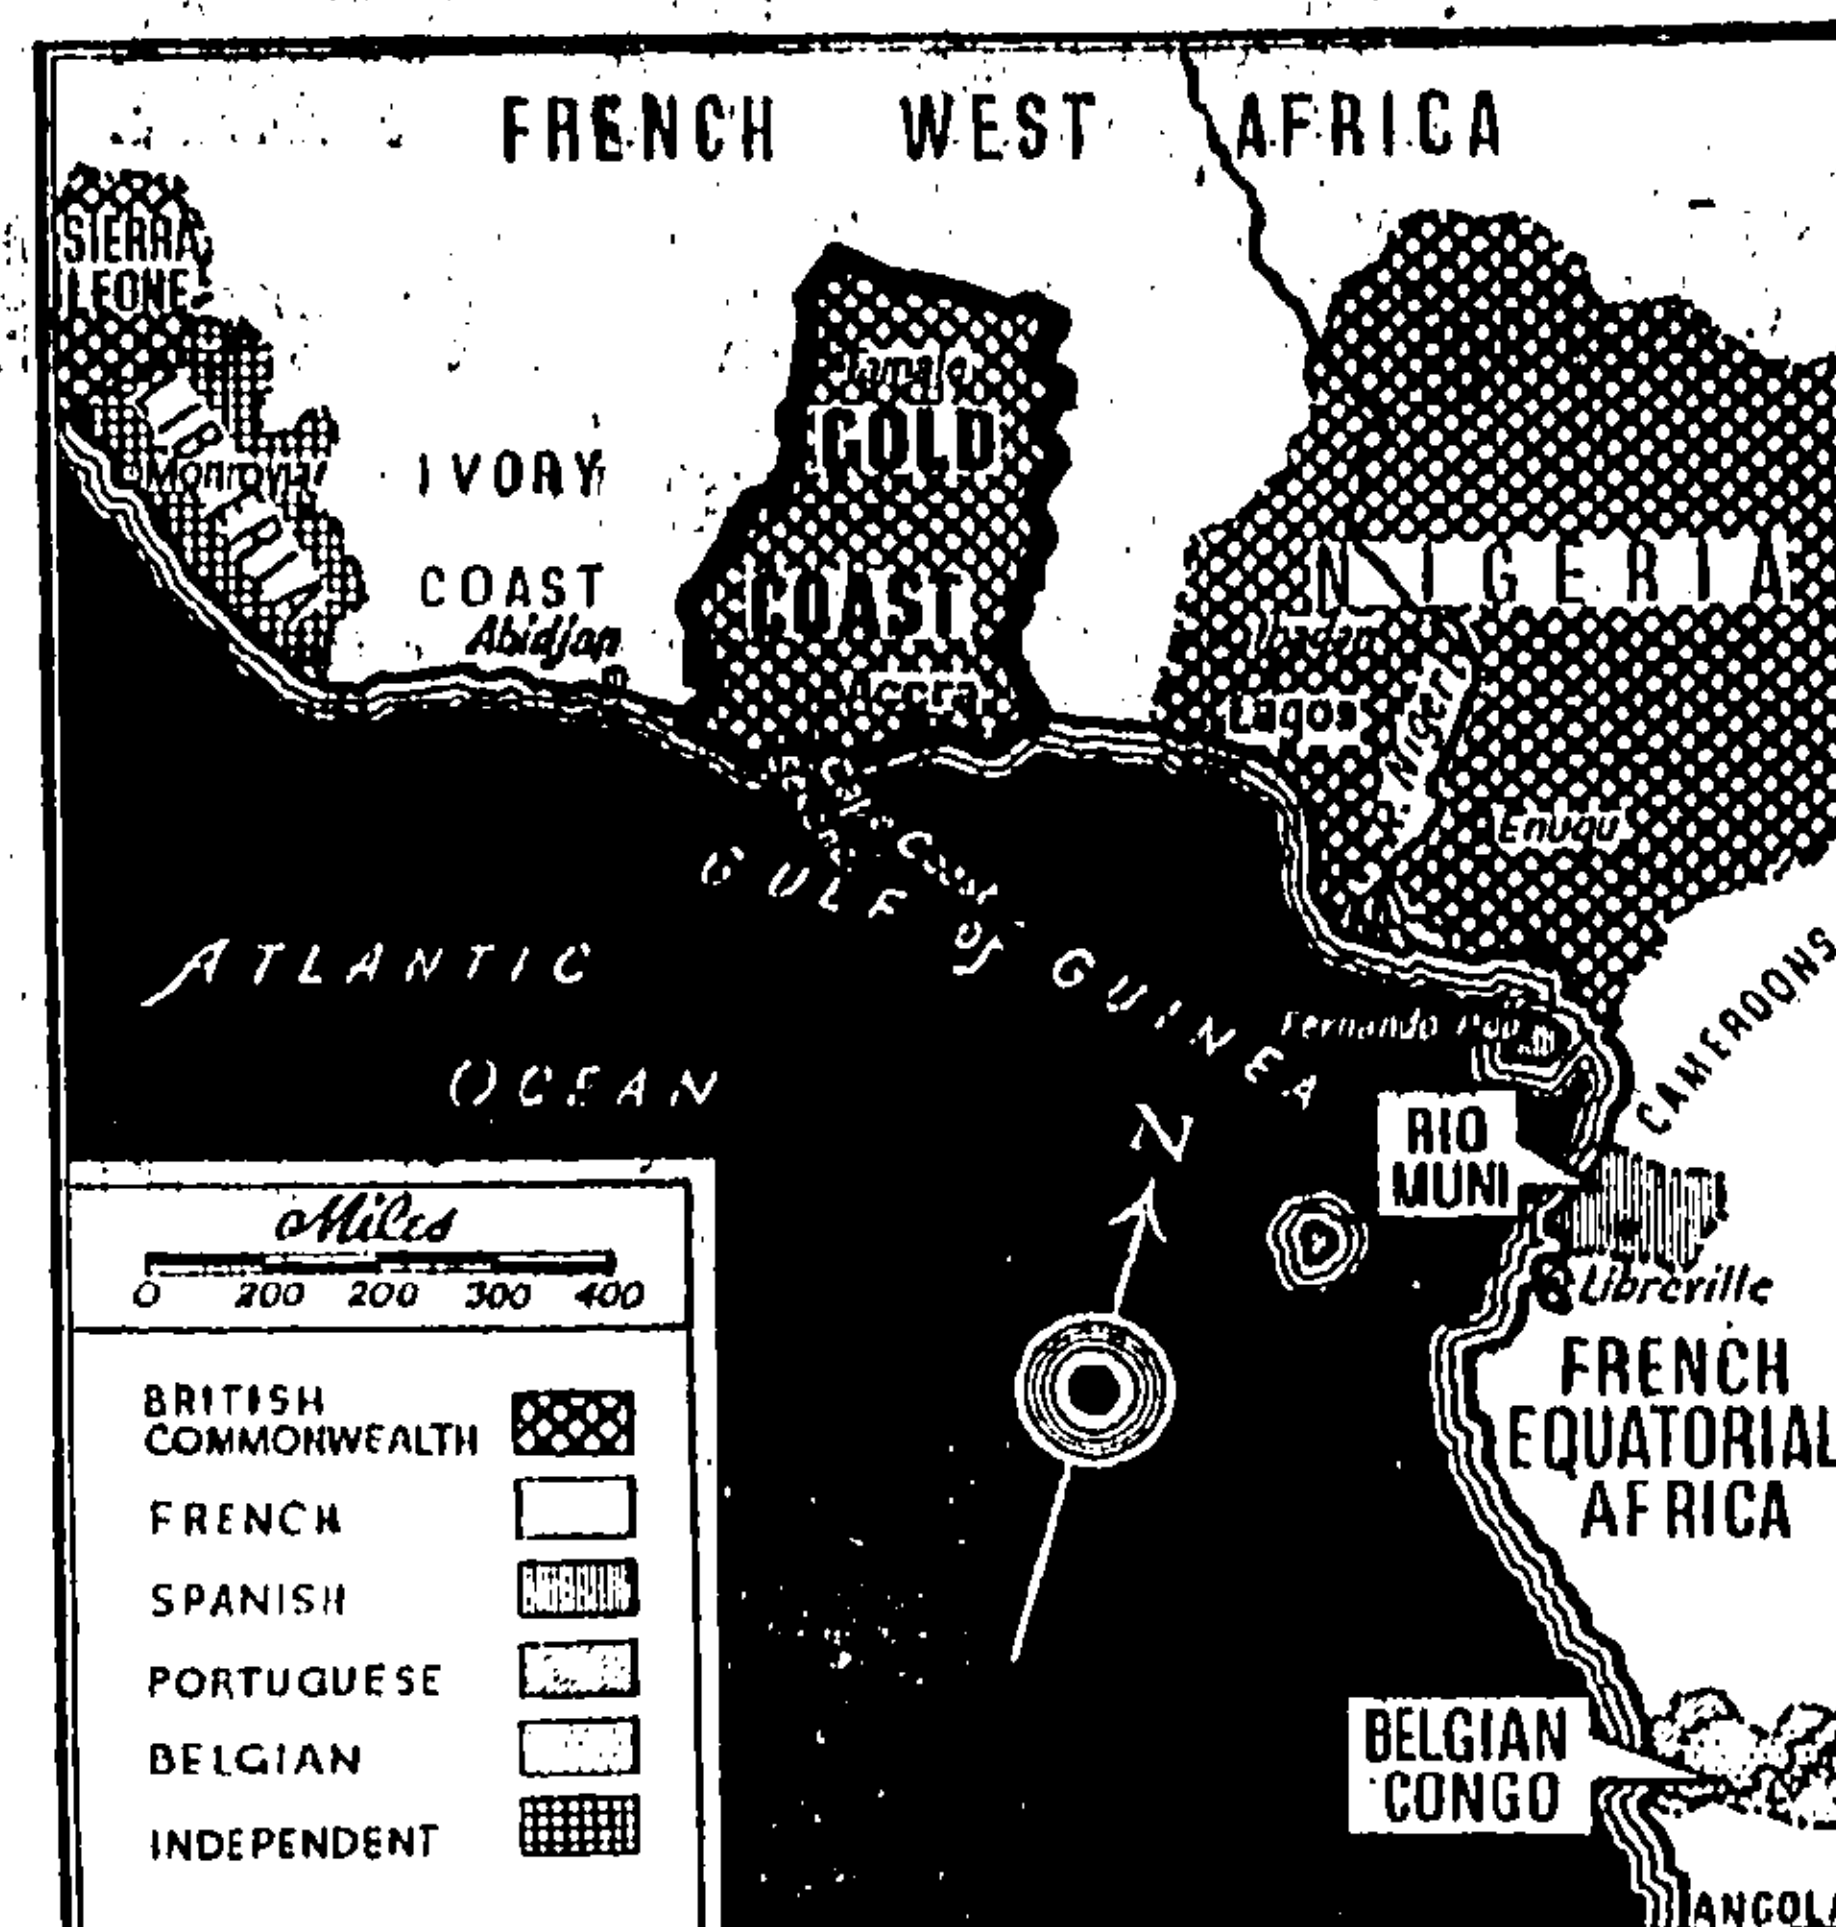 FRENCH WEST AFRICA
SIERRA
LEONE
LIBERIA
Monrovia
IVORY
COAST
Abidjan
Tamale
GOLD
COAST
Accra
NIGERIA
Ibadan
Lagos
R. Niger
Enugu
Cape Coast
GULF OF GUINEA
ATLANTIC
OCEAN
Fernando Poo
CAMEROONS
RIO
MUNI
N
Libreville
FRENCH
EQUATORIAL
AFRICA
BELGIAN
CONGO
ANGOLA
Miles
0 200 200 300 400
BRITISH
COMMONWEALTH
FRENCH
SPANISH
PORTUGUESE
BELGIAN
INDEPENDENT